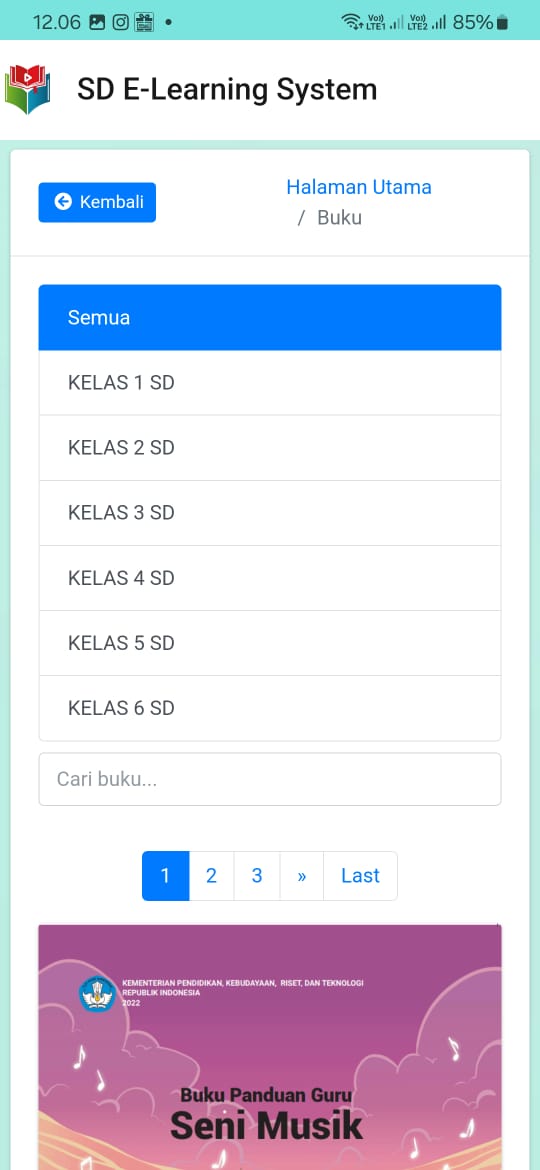 12.06 Vo)) LTE1 Vo)) LTE2 85%
SD E-Learning System
Kembali
Halaman Utama
/ Buku
Semua
KELAS 1 SD
KELAS 2 SD
KELAS 3 SD
KELAS 4 SD
KELAS 5 SD
KELAS 6 SD
Cari buku...
1 2 3 » Last
KEMENTERIAN PENDIDIKAN, KEBUDAYAAN, RISET, DAN TEKNOLOGI
REPUBLIK INDONESIA
2022
Buku Panduan Guru
Seni Musik